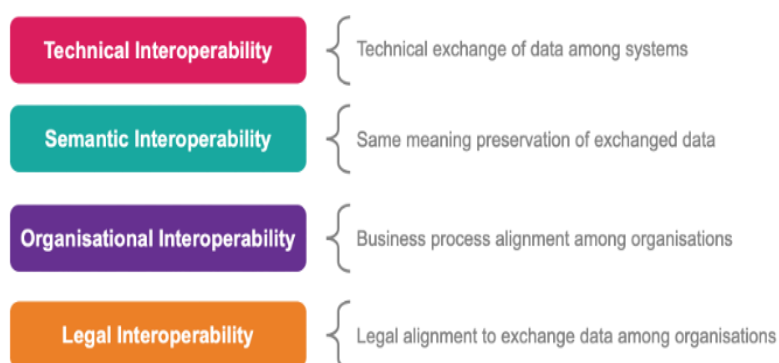 Technical Interoperability
Technical exchange of data among systems
Semantic Interoperability
Same meaning preservation of exchanged data
Organisational Interoperability
Business process alignment among organisations
Legal Interoperability
Legal alignment to exchange data among organisations